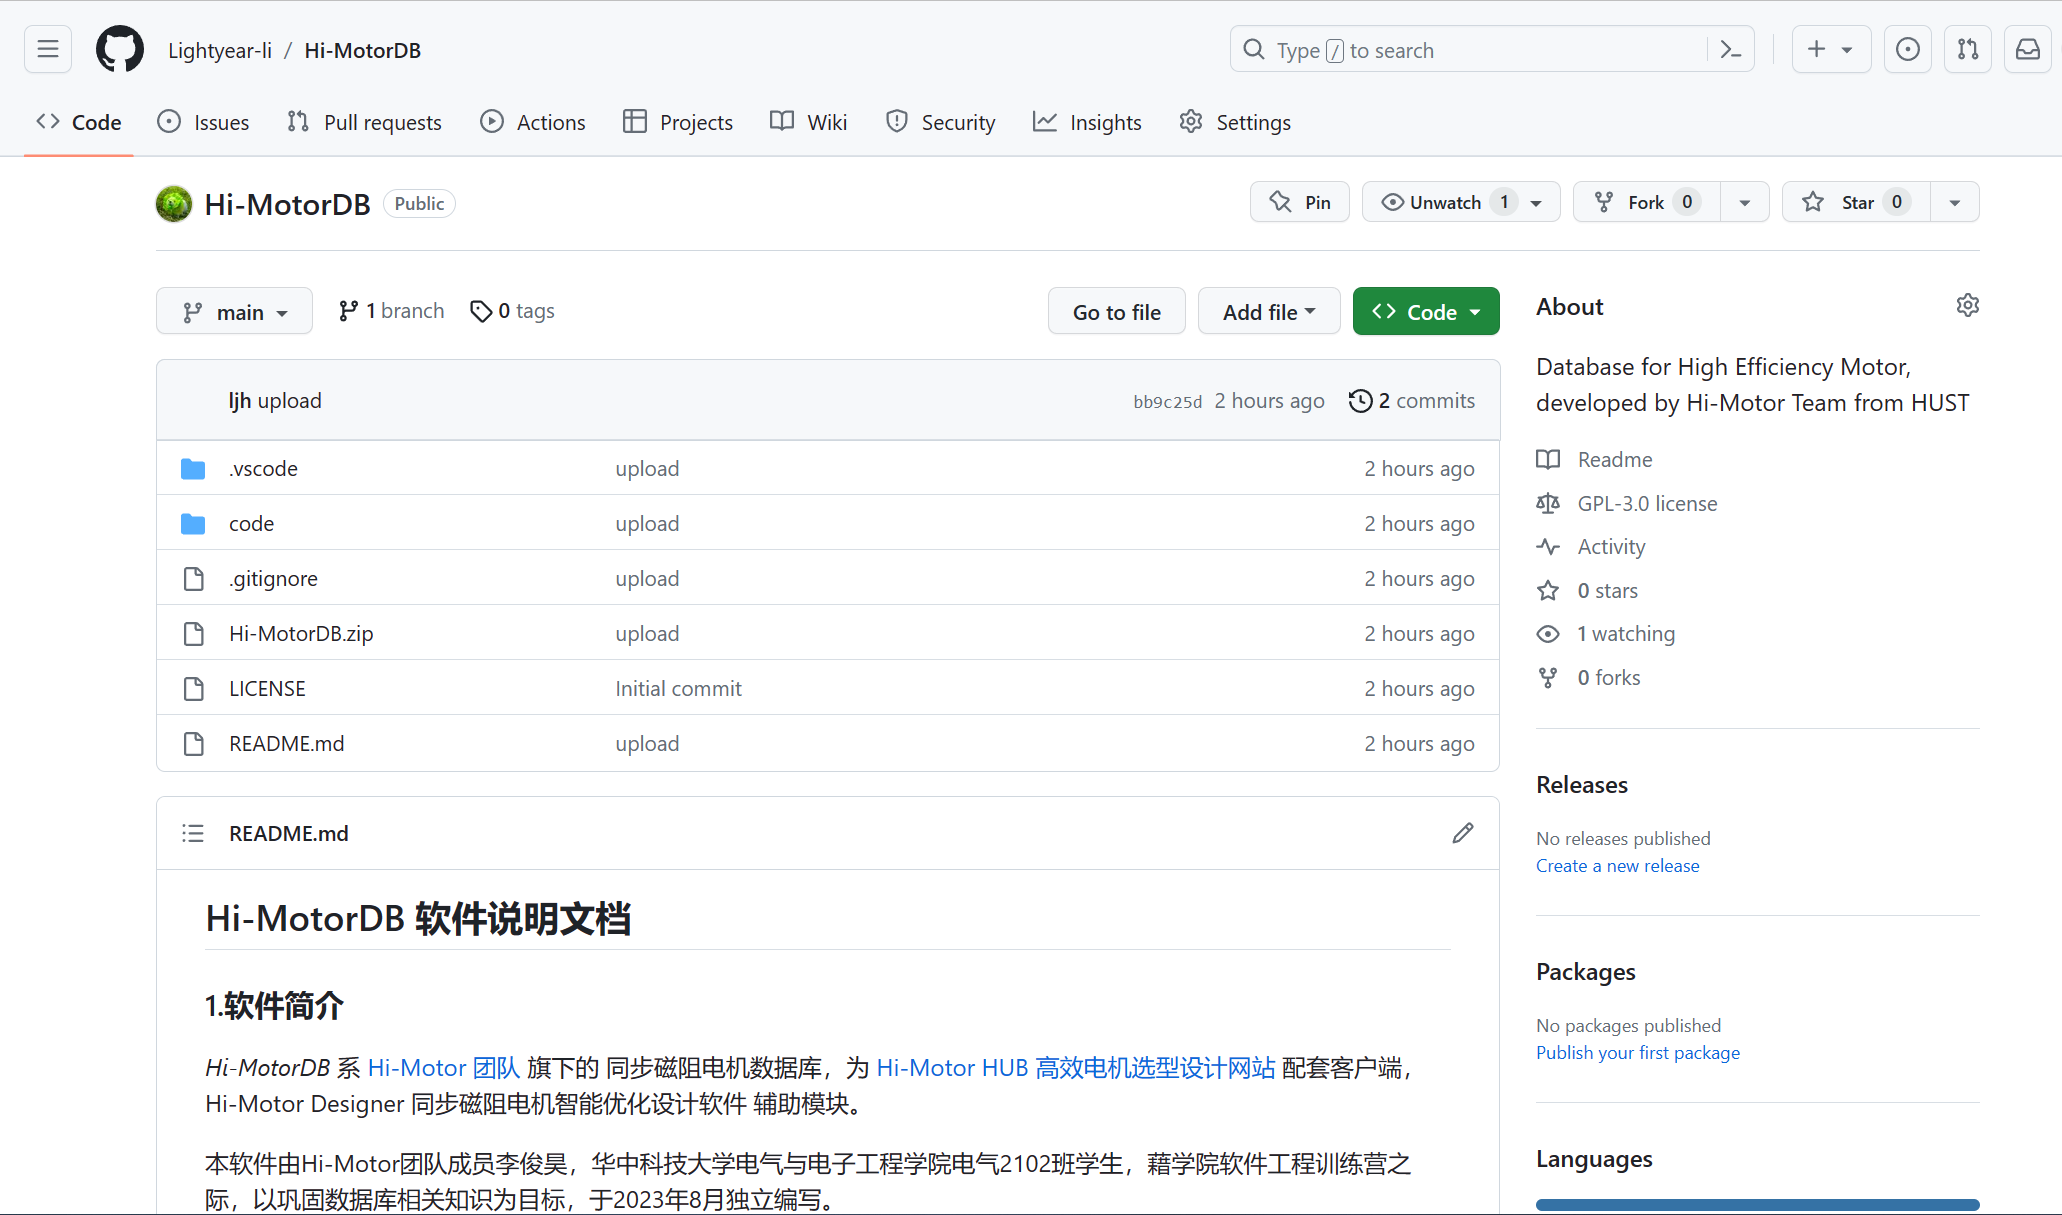 Lightyear-li / Hi-MotorDB
Type / to search
Code Issues Pull requests Actions Projects Wiki Security Insights Settings
Hi-MotorDB Public
Pin Unwatch 1 Fork 0 Star 0
main 1 branch 0 tags
Go to file Add file Code
ljh upload bb9c25d 2 hours ago 2 commits
.vscode upload 2 hours ago
code upload 2 hours ago
.gitignore upload 2 hours ago
Hi-MotorDB.zip upload 2 hours ago
LICENSE Initial commit 2 hours ago
README.md upload 2 hours ago
README.md
Hi-MotorDB 软件说明文档
1.软件简介
Hi-MotorDB 系 Hi-Motor 团队 旗下的 同步磁阻电机数据库，为 Hi-Motor HUB 高效电机选型设计网站 配套客户端，
Hi-Motor Designer 同步磁阻电机智能优化设计软件 辅助模块。
本软件由Hi-Motor团队成员李俊昊，华中科技大学电气与电子工程学院电气2102班学生，藉学院软件工程训练营之
际，以巩固数据库相关知识为目标，于2023年8月独立编写。
About
Database for High Efficiency Motor,
developed by Hi-Motor Team from HUST
Readme
GPL-3.0 license
Activity
0 stars
1 watching
0 forks
Releases
No releases published
Create a new release
Packages
No packages published
Publish your first package
Languages